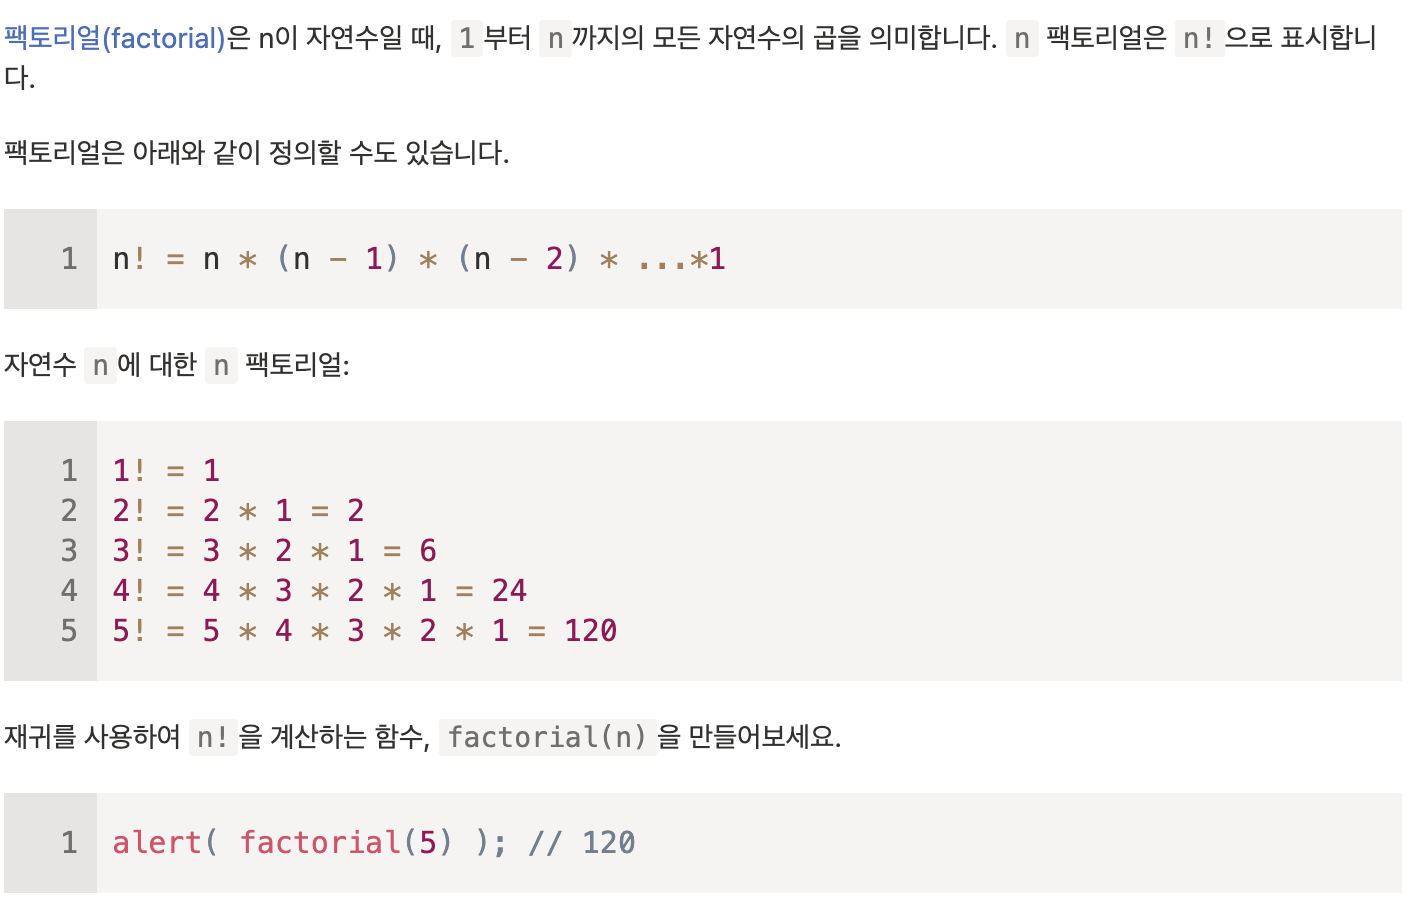 팩토리얼(factorial)은 n이 자연수일 때, 1부터 n까지의 모든 자연수의 곱을 의미합니다. n 팩토리얼은 n!으로 표시합니
다.
팩토리얼은 아래와 같이 정의할 수도 있습니다.
1 n! = n * (n - 1) * (n - 2) * ...*1
자연수 n에 대한 n 팩토리얼:
1 1! = 1
2 2! = 2 * 1 = 2
3 3! = 3 * 2 * 1 = 6
4 4! = 4 * 3 * 2 * 1 = 24
5 5! = 5 * 4 * 3 * 2 * 1 = 120
재귀를 사용하여 n!을 계산하는 함수, factorial(n)을 만들어보세요.
1 alert( factorial(5) ); // 120